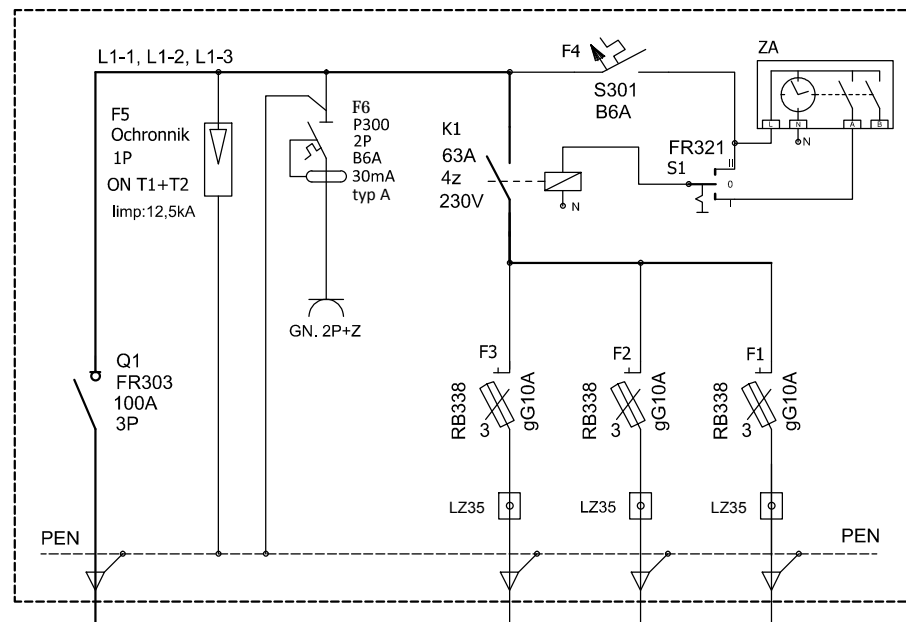 L1-1, L1-2, L1-3
F5
Ochronnik
1P
ON T1+T2
Iimp:12,5kA
F6
P300
2P
B6A
30mA
typ A
GN. 2P+Z
K1
63A
4z
230V
N
F4
S301
B6A
FR321
S1
II
0
I
ZA
L
N
A
B
N
Q1
FR303
100A
3P
F3
RB338
3
gG10A
LZ35
F2
RB338
3
gG10A
LZ35
F1
RB338
3
gG10A
LZ35
PEN
PEN